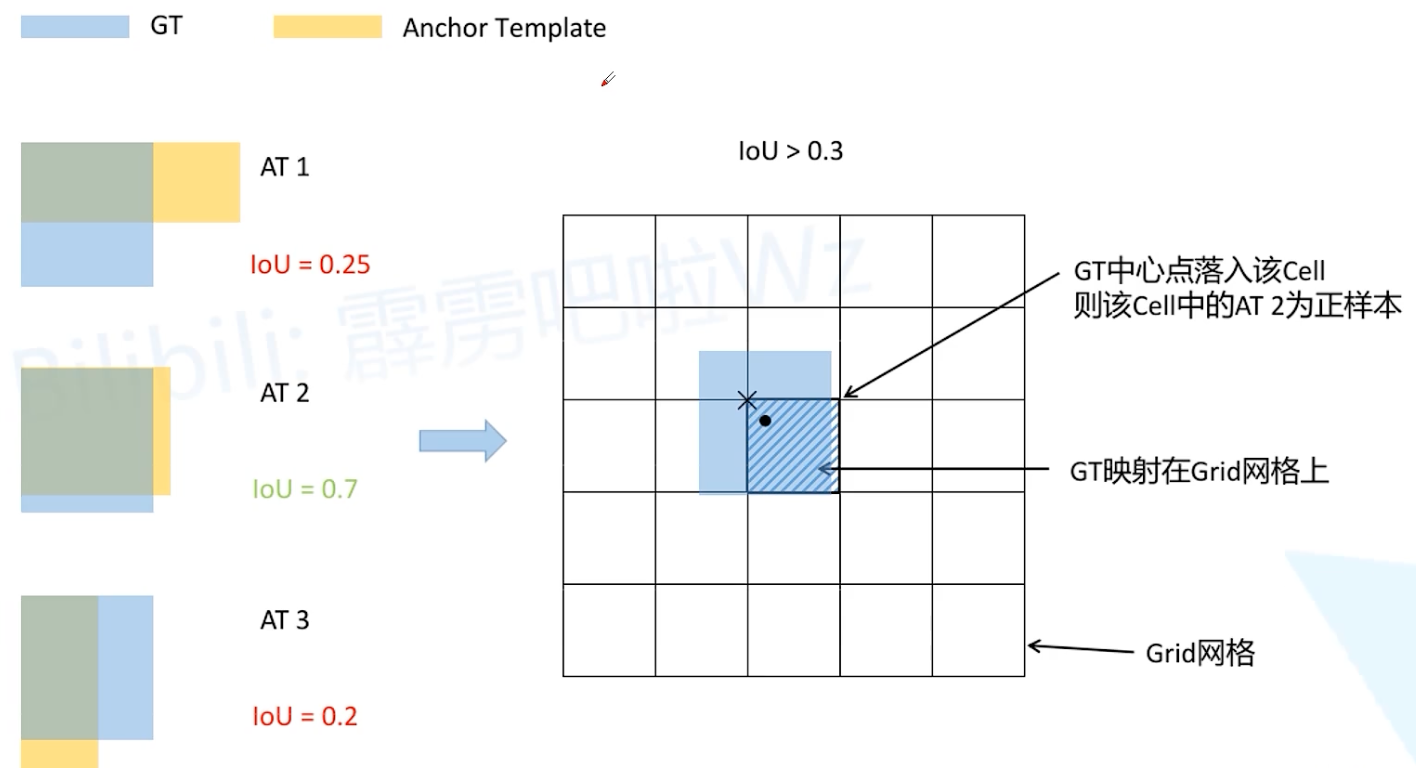 GT
Anchor Template
AT 1
IoU = 0.25
AT 2
IoU = 0.7
AT 3
IoU = 0.2
IoU > 0.3
GT中心点落入该Cell
则该Cell中的AT 2为正样本
GT映射在Grid网格上
Grid网格
Bilibili: 霹雳吧啦Wz